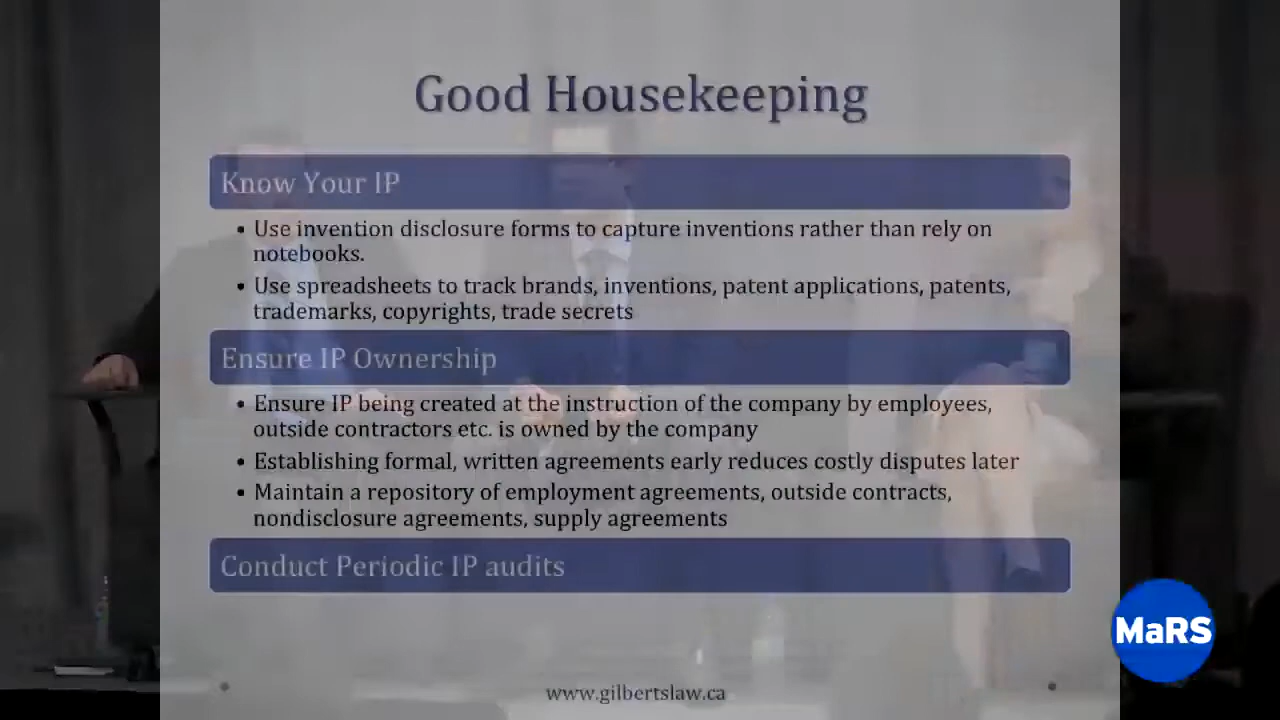 Good Housekeeping
Know Your IP
• Use invention disclosure forms to capture inventions rather than rely on
notebooks.
• Use spreadsheets to track brands, inventions, patent applications, patents,
trademarks, copyrights, trade secrets
Ensure IP Ownership
• Ensure IP being created at the instruction of the company by employees,
outside contractors etc. is owned by the company
• Establishing formal, written agreements early reduces costly disputes later
• Maintain a repository of employment agreements, outside contracts,
nondisclosure agreements, supply agreements
Conduct Periodic IP audits
MaRS
www.gilbertslaw.ca